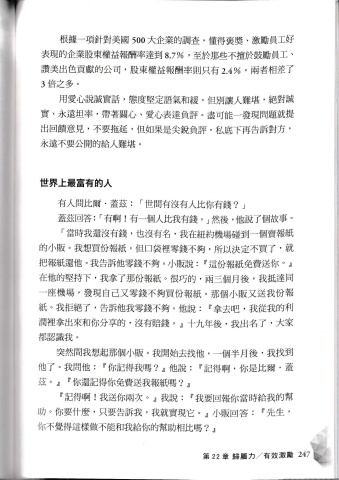 根據一項針對美國 500 大企業的調查，懂得褒獎、激勵員工好
表現的企業股東權益報酬率達到 8.7%，至於那些不擅於鼓勵員工、
讚美出色貢獻的公司，股東權益報酬率則只有 2.4%，兩者相差了
3 倍之多。
用愛心說誠實話，態度堅定語氣和緩。但別讓人難堪，絕對誠
實，永遠坦率，帶著關心、愛心表達負評。盡可能一發現問題就提
出回饋意見，不要拖延，但如果是尖銳負評，私底下再告訴對方，
永遠不要公開的給人難堪。
世界上最富有的人
有人問比爾．蓋茲：「世間有沒有人比你有錢？」
蓋茲回答：「有啊！有一個人比我有錢。」然後，他說了個故事。
「當時我還沒有錢，也沒有名，我在紐約機場碰到一個賣報紙
的小販。我想買份報紙，但口袋裡零錢不夠，所以決定不買了，就
把報紙還他。我告訴他零錢不夠。小販說：『這份報紙免費送你。』
在他的堅持下，我拿了那份報紙。很巧的，兩三個月後，我抵達同
一座機場，發現自己又零錢不夠買份報紙。那個小販又送我份報
紙。我拒絕了，告訴他我零錢不夠。他說：『拿去吧，我從我的利
潤裡拿出來和你分享的，沒有賠錢。』十九年後，我出名了，大家
都認識我。
突然間我想起那個小販。我開始去找他，一個半月後，我找到
他了。我問他：『你記得我嗎？』他說：『記得啊，你是比爾．蓋
茲。』『你還記得你免費送我報紙嗎？』
『記得啊！我送你兩次。』我說：『我要回報你當時給我的幫
助。你要什麼，只要告訴我，我就實現它。』小販回答：『先生，
你不覺得這樣做不能和我給你的幫助相比嗎？』
第 22 章 歸屬力／有效激勵 247